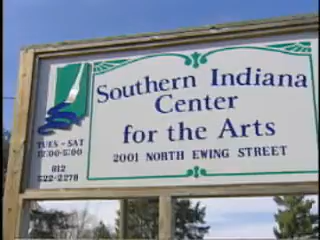 Southern Indiana
Center
for the Arts
2001 NORTH EWING STREET
TUES - SAT
12:00-5:00
812
522-2278